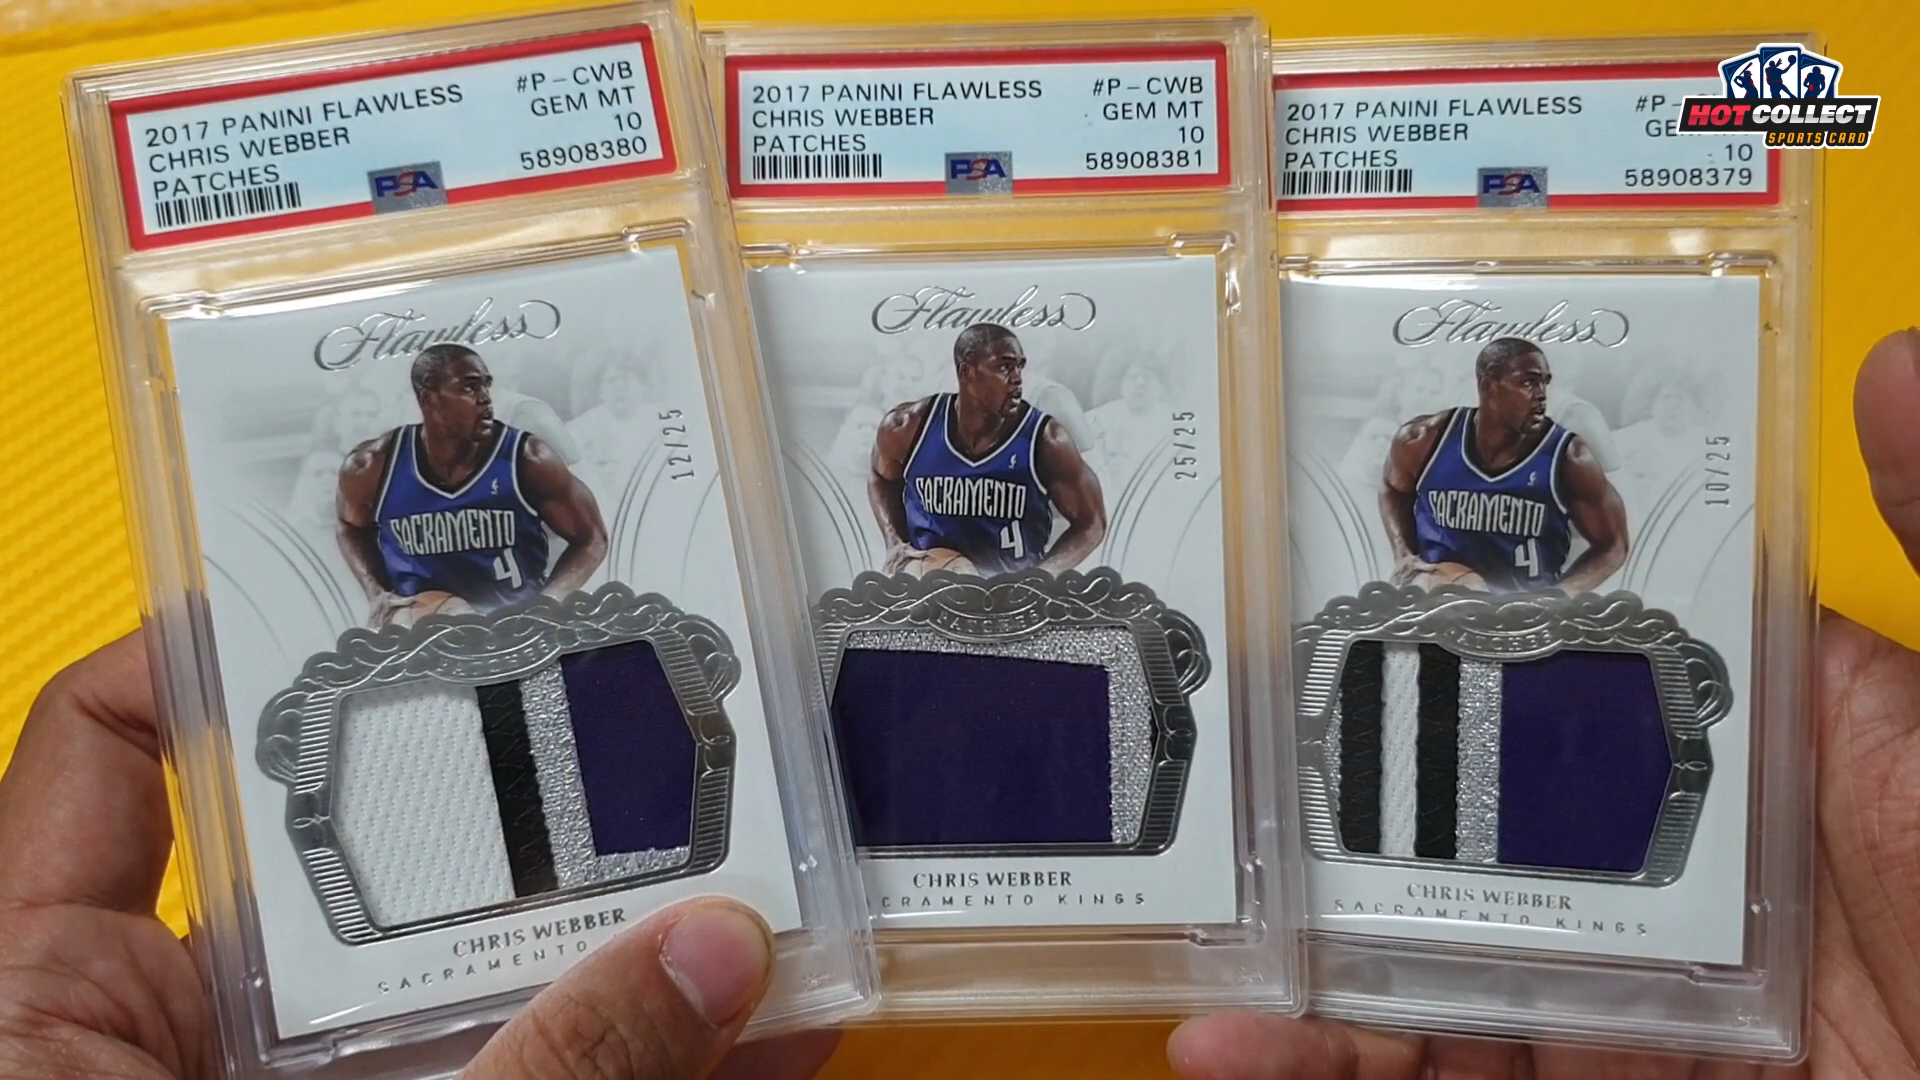 2017 PANINI FLAWLESS #P-CWB
CHRIS WEBBER GEM MT
PATCHES 10
PSA 58908380
Flawless
12/25
SACRAMENTO
4
PATCHES
CHRIS WEBBER
SACRAMENTO
2017 PANINI FLAWLESS #P-CWB
CHRIS WEBBER GEM MT
PATCHES 10
PSA 58908381
Flawless
25/25
SACRAMENTO
4
PATCHES
CHRIS WEBBER
CRAMENTO KINGS
2017 PANINI FLAWLESS #P-
CHRIS WEBBER GE
PATCHES 10
PSA 58908379
Flawless
10/25
SACRAMENTO
4
PATCHES
CHRIS WEBBER
SACRAMENTO KINGS
HOTCOLLECT
SPORTS CARD